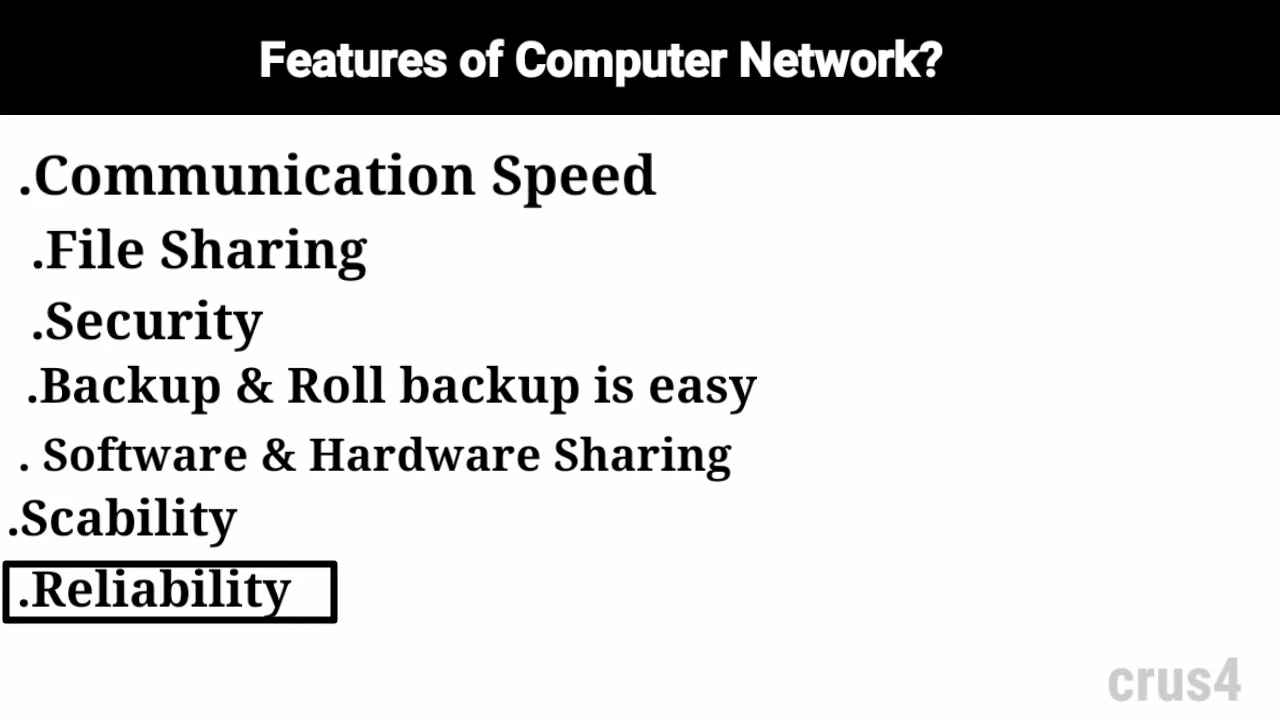 Features of Computer Network?
.Communication Speed
.File Sharing
.Security
.Backup & Roll backup is easy
. Software & Hardware Sharing
.Scability
.Reliability
crus4